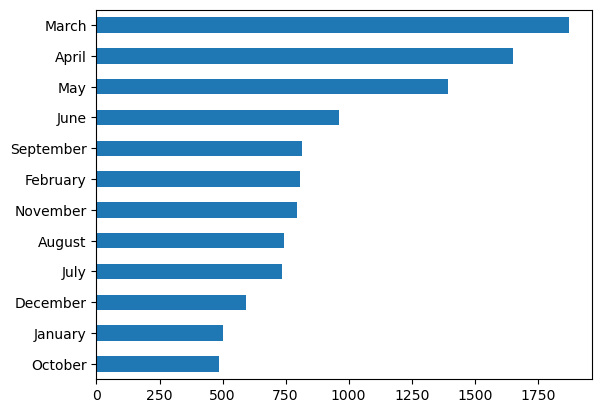 March
April
May
June
September
February
November
August
July
December
January
October
0 250 500 750 1000 1250 1500 1750